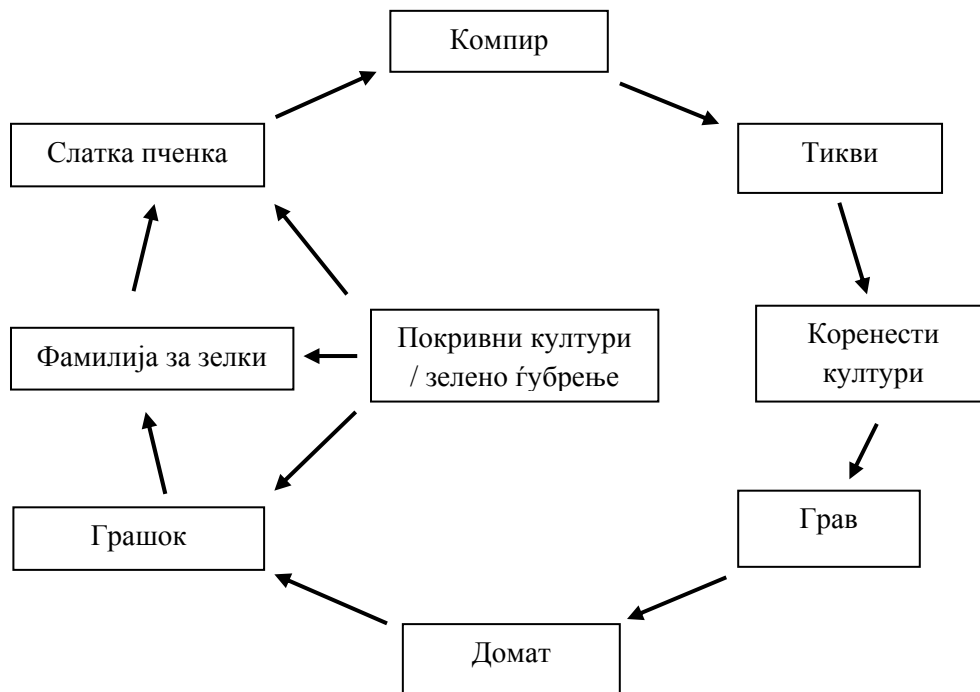 Компир
Слатка пченка
Тикви
Фамилија за зелки
Покривни култури
/ зелено ѓубрење
Коренести
култури
Грашок
Грав
Домат